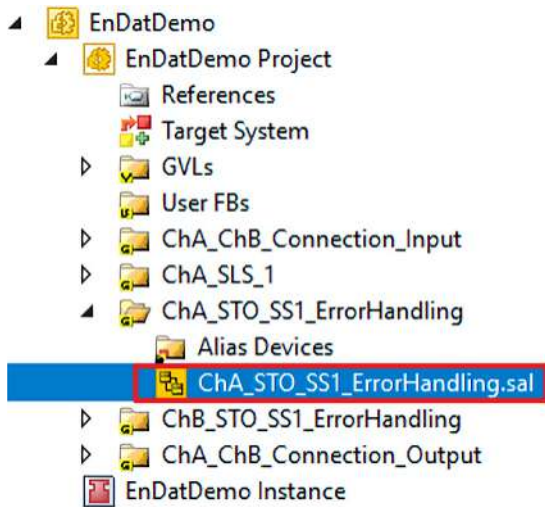 EnDatDemo
EnDatDemo Project
References
Target System
GVLs
User FBs
ChA_ChB_Connection_Input
ChA_SLS_1
ChA_STO_SS1_ErrorHandling
Alias Devices
ChA_STO_SS1_ErrorHandling.sal
ChB_STO_SS1_ErrorHandling
ChA_ChB_Connection_Output
EnDatDemo Instance